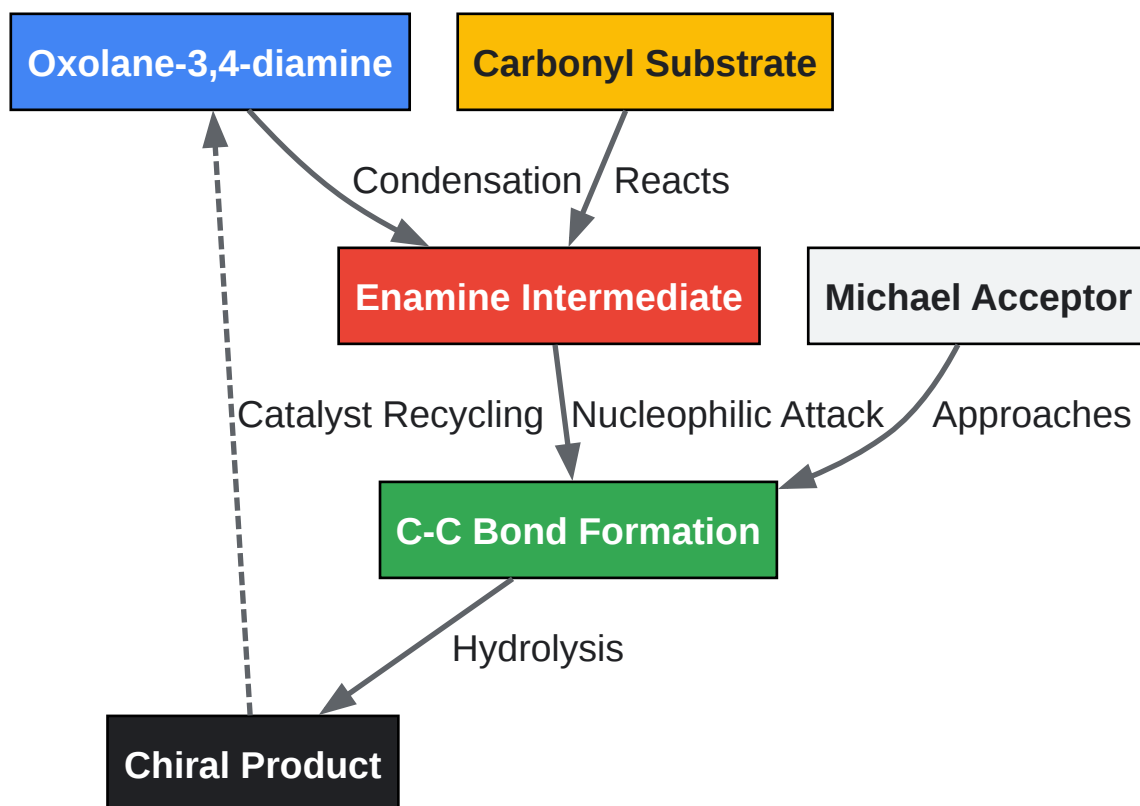 Oxolane-3,4-diamine
Carbonyl Substrate
Condensation
Reacts
Enamine Intermediate
Michael Acceptor
Catalyst Recycling
Nucleophilic Attack
Approaches
C-C Bond Formation
Hydrolysis
Chiral Product